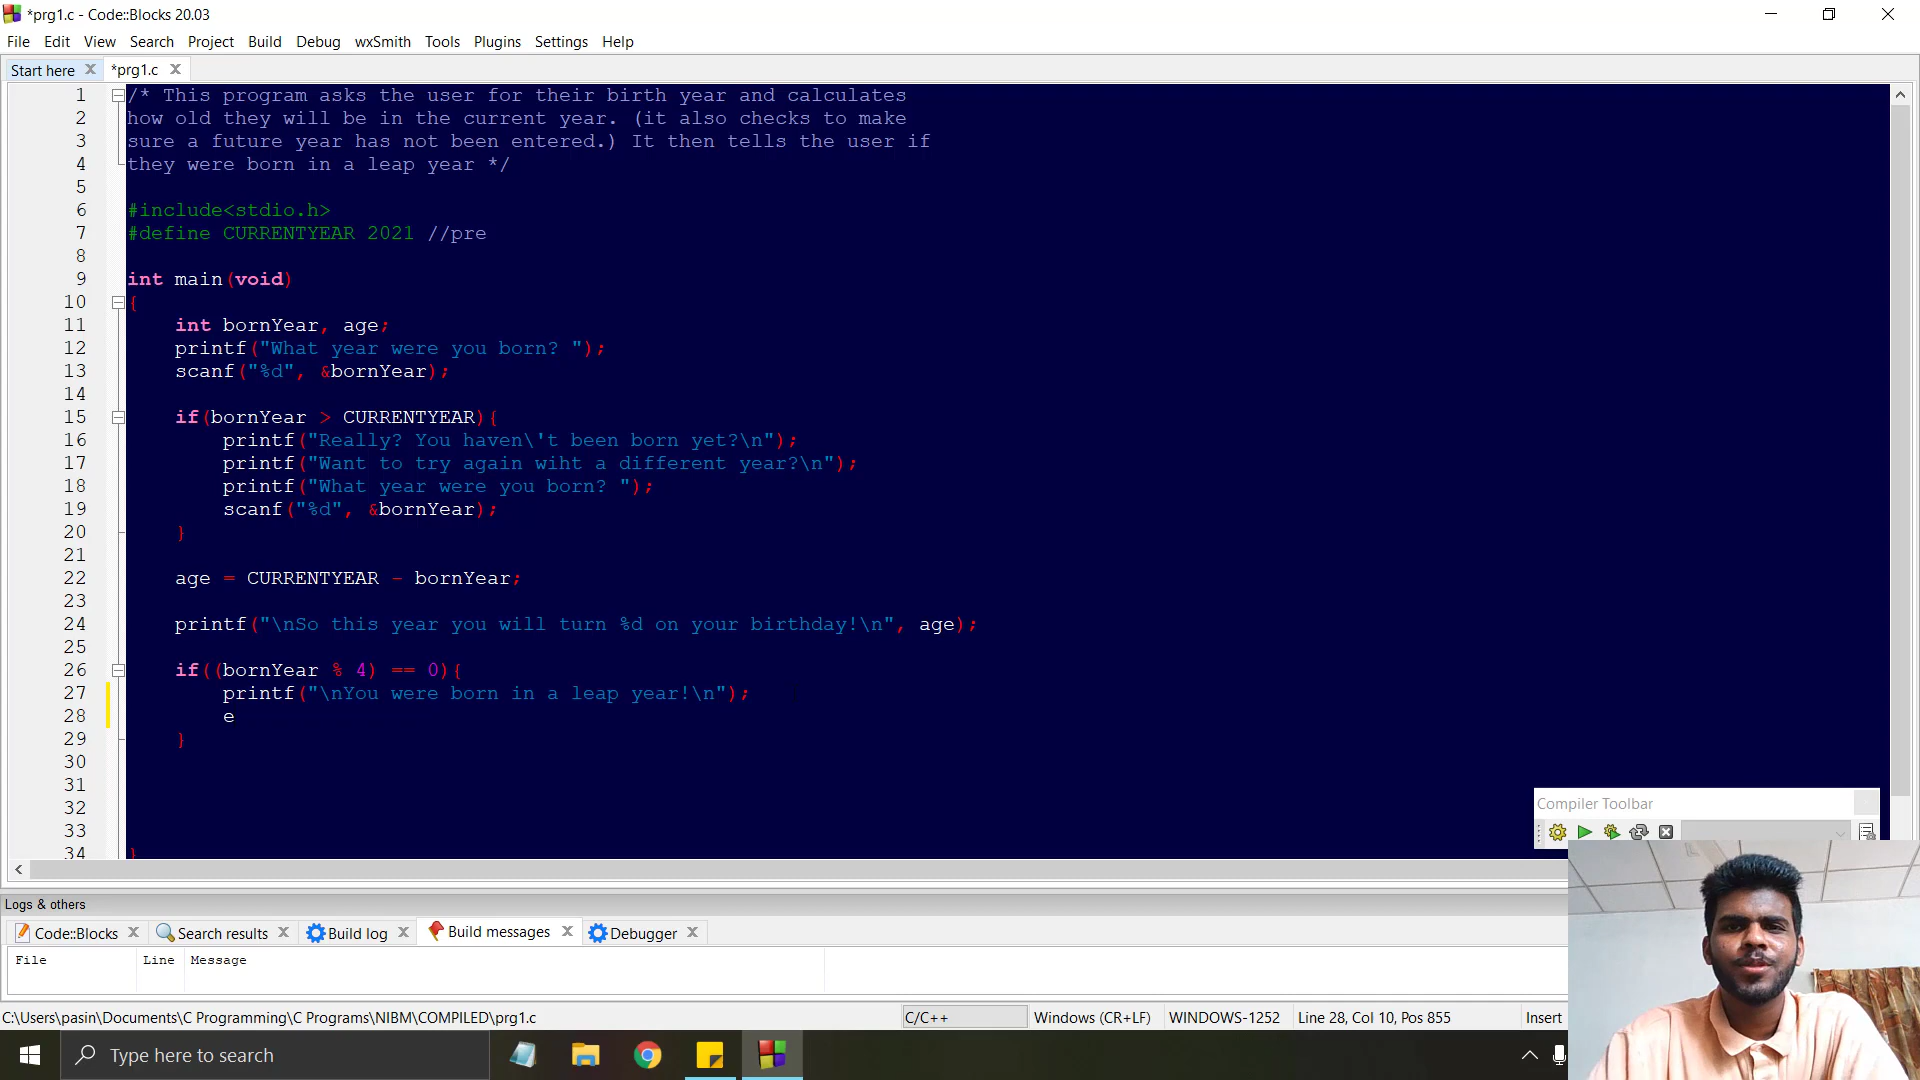 *prg1.c - Code::Blocks 20.03
File Edit View Search Project Build Debug wxSmith Tools Plugins Settings Help
Start here *prg1.c
1 /* This program asks the user for their birth year and calculates
2 how old they will be in the current year. (it also checks to make
3 sure a future year has not been entered.) It then tells the user if
4 they were born in a leap year */
5
6 #include<stdio.h>
7 #define CURRENTYEAR 2021 //pre
8
9 int main(void)
10 {
11 int bornYear, age;
12 printf("What year were you born? ");
13 scanf("%d", &bornYear);
14
15 if(bornYear > CURRENTYEAR){
16 printf("Really? You haven\'t been born yet?\n");
17 printf("Want to try again wiht a different year?\n");
18 printf("What year were you born? ");
19 scanf("%d", &bornYear);
20 }
21
22 age = CURRENTYEAR - bornYear;
23
24 printf("\nSo this year you will turn %d on your birthday!\n", age);
25
26 if((bornYear % 4) == 0){
27 printf("\nYou were born in a leap year!\n");
28 e
29 }
30
31
32
33
34 }
Compiler Toolbar
Logs & others
Code::Blocks Search results Build log Build messages Debugger
File Line Message
C:\Users\pasin\Documents\C Programming\C Programs\NIBM\COMPILED\prg1.c C/C++ Windows (CR+LF) WINDOWS-1252 Line 28, Col 10, Pos 855 Insert
Type here to search